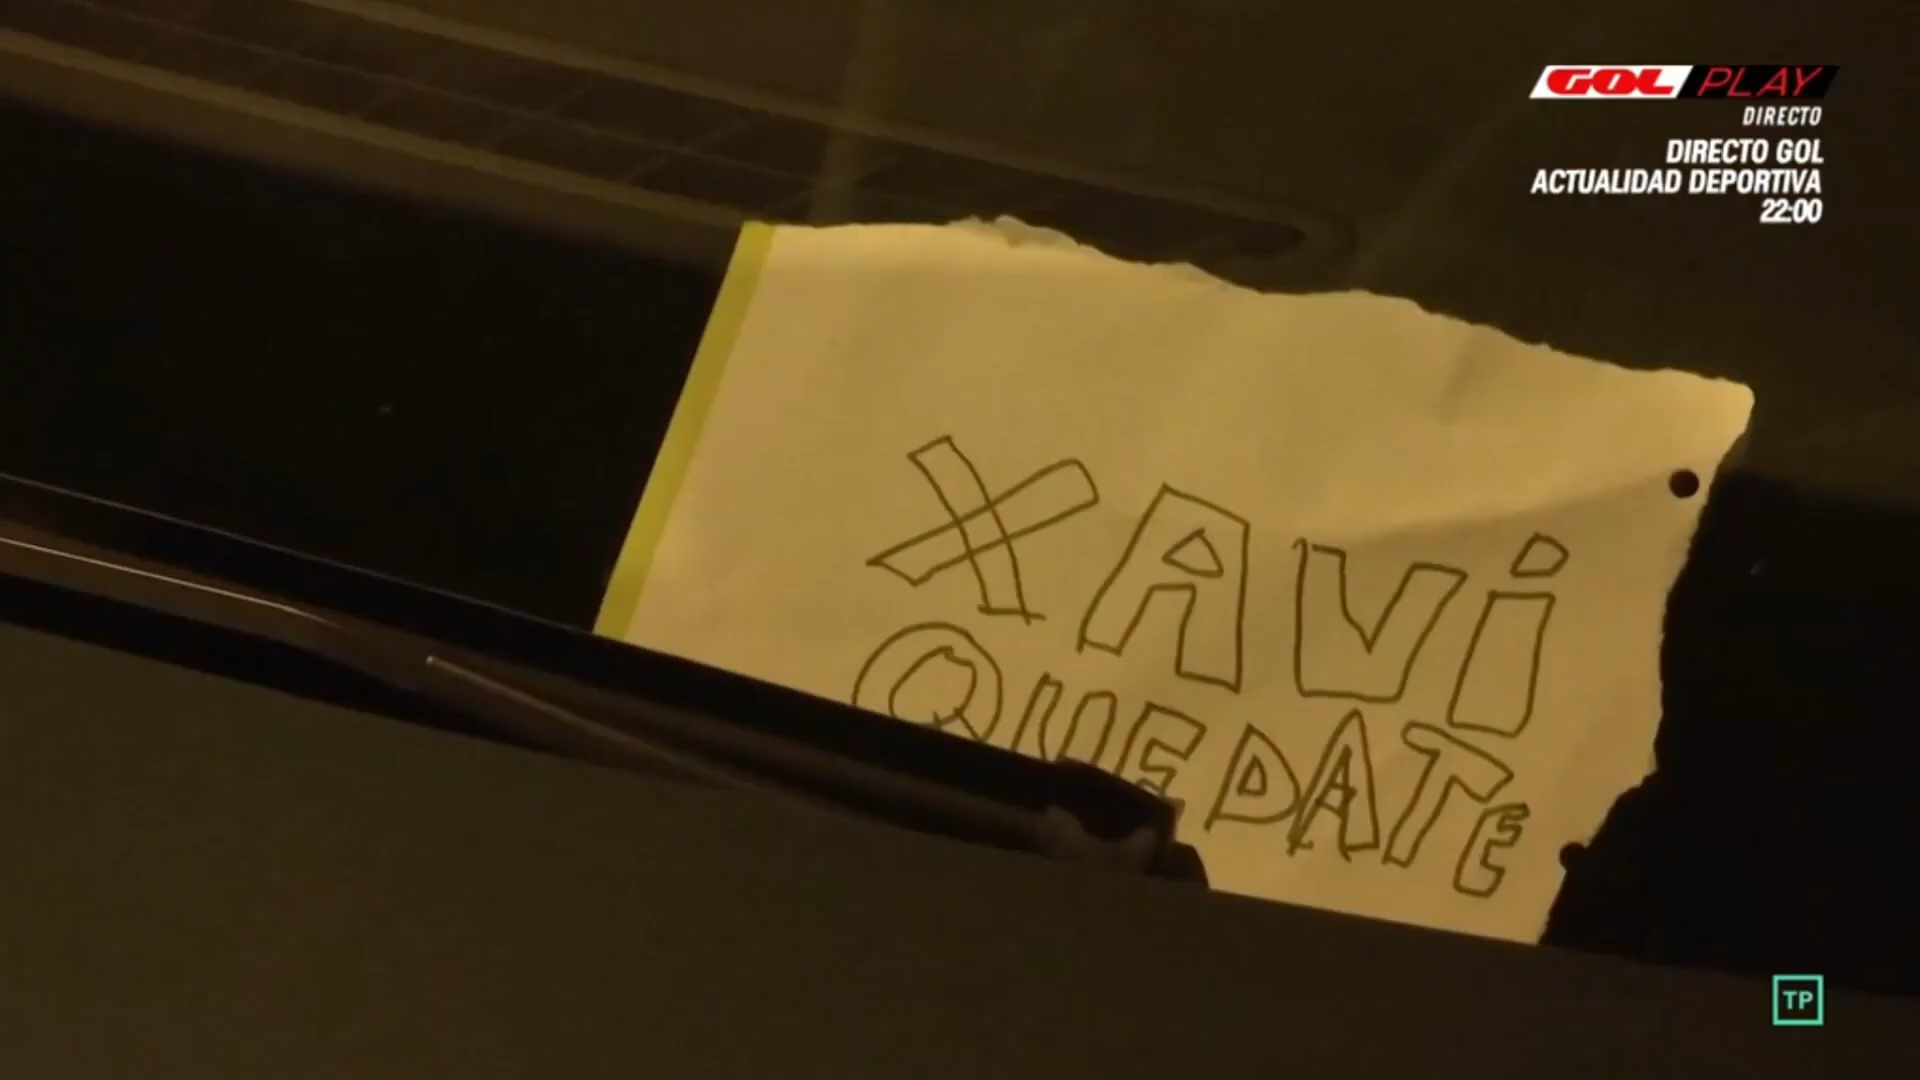 GOL PLAY
DIRECTO
DIRECTO GOL
ACTUALIDAD DEPORTIVA
22:00
XAVi
QUEDATE
TP